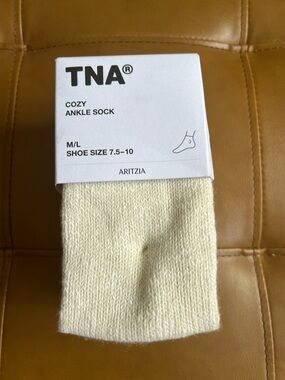 TNA®
COZY
ANKLE SOCK
M/L
SHOE SIZE 7.5–10
ARITZIA